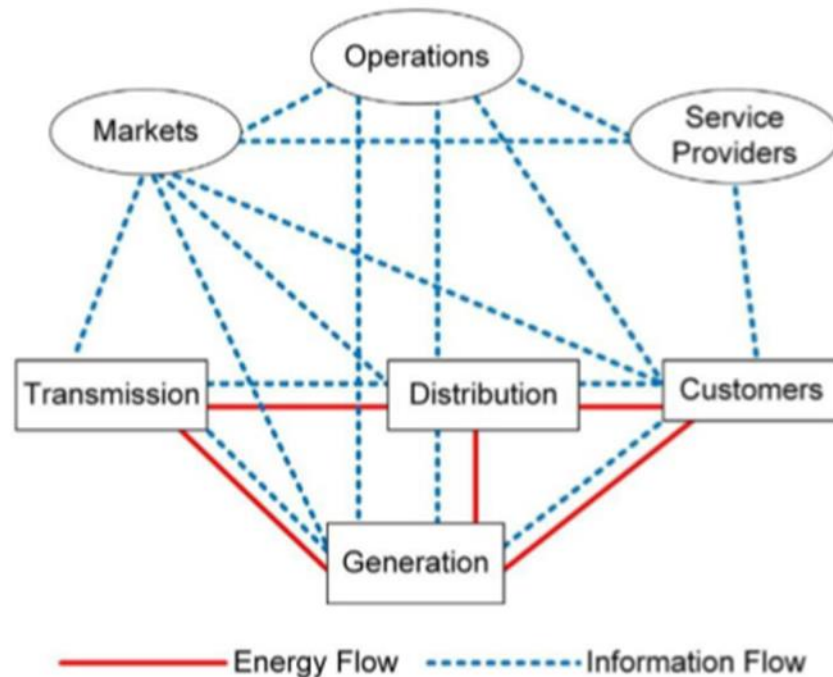 Operations
Markets
Service
Providers
Transmission
Distribution
Customers
Generation
Energy Flow
Information Flow